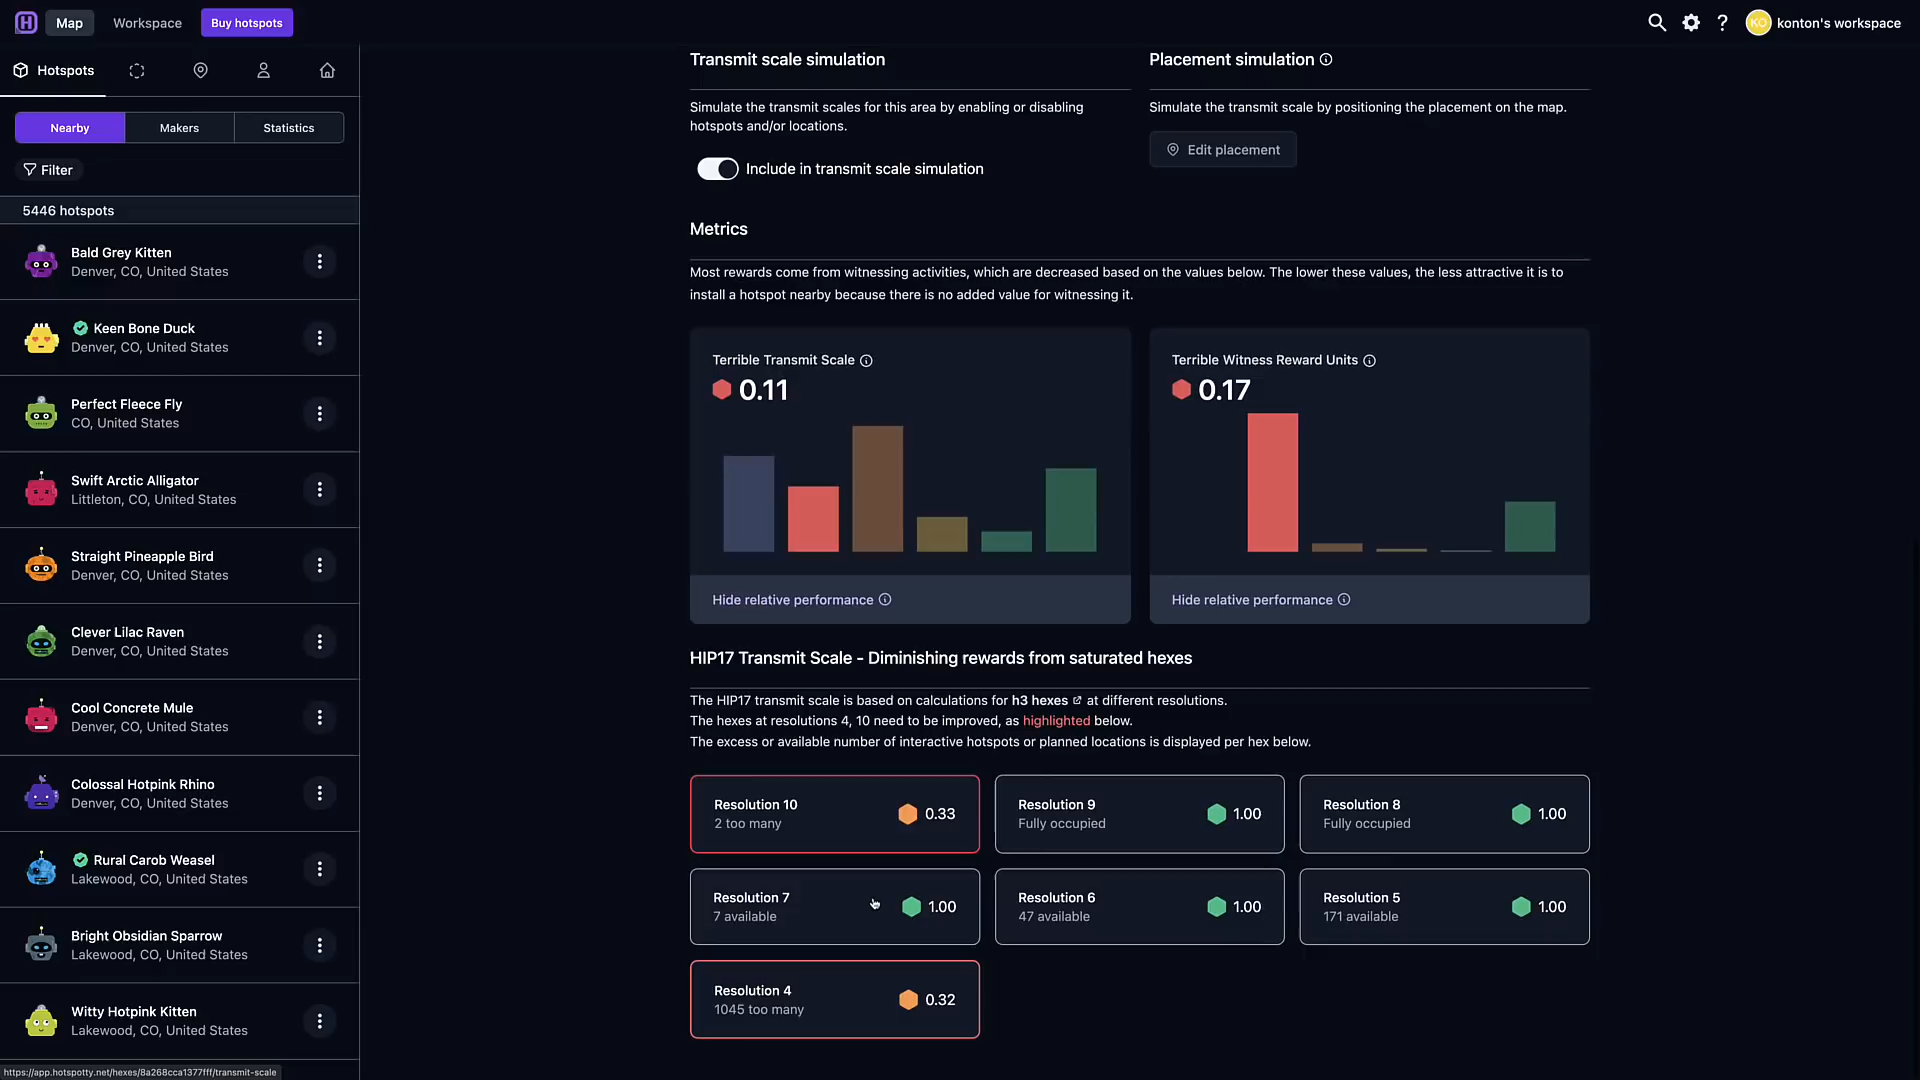 Map
Workspace
Buy hotspots
KO
konton's workspace
Hotspots
Nearby
Makers
Statistics
Filter
5446 hotspots
Bald Grey Kitten
Denver, CO, United States
Keen Bone Duck
Denver, CO, United States
Perfect Fleece Fly
CO, United States
Swift Arctic Alligator
Littleton, CO, United States
Straight Pineapple Bird
Denver, CO, United States
Clever Lilac Raven
Denver, CO, United States
Cool Concrete Mule
Denver, CO, United States
Colossal Hotpink Rhino
Denver, CO, United States
Rural Carob Weasel
Lakewood, CO, United States
Bright Obsidian Sparrow
Lakewood, CO, United States
Witty Hotpink Kitten
Lakewood, CO, United States
https://app.hotspotty.net/hexes/8a268cca1377fff/transmit-scale
Transmit scale simulation
Simulate the transmit scales for this area by enabling or disabling
hotspots and/or locations.
Include in transmit scale simulation
Placement simulation
Simulate the transmit scale by positioning the placement on the map.
Edit placement
Metrics
Most rewards come from witnessing activities, which are decreased based on the values below. The lower these values, the less attractive it is to
install a hotspot nearby because there is no added value for witnessing it.
Terrible Transmit Scale
0.11
Hide relative performance
Terrible Witness Reward Units
0.17
Hide relative performance
HIP17 Transmit Scale - Diminishing rewards from saturated hexes
The HIP17 transmit scale is based on calculations for h3 hexes at different resolutions.
The hexes at resolutions 4, 10 need to be improved, as highlighted below.
The excess or available number of interactive hotspots or planned locations is displayed per hex below.
Resolution 10
2 too many
0.33
Resolution 9
Fully occupied
1.00
Resolution 8
Fully occupied
1.00
Resolution 7
7 available
1.00
Resolution 6
47 available
1.00
Resolution 5
171 available
1.00
Resolution 4
1045 too many
0.32